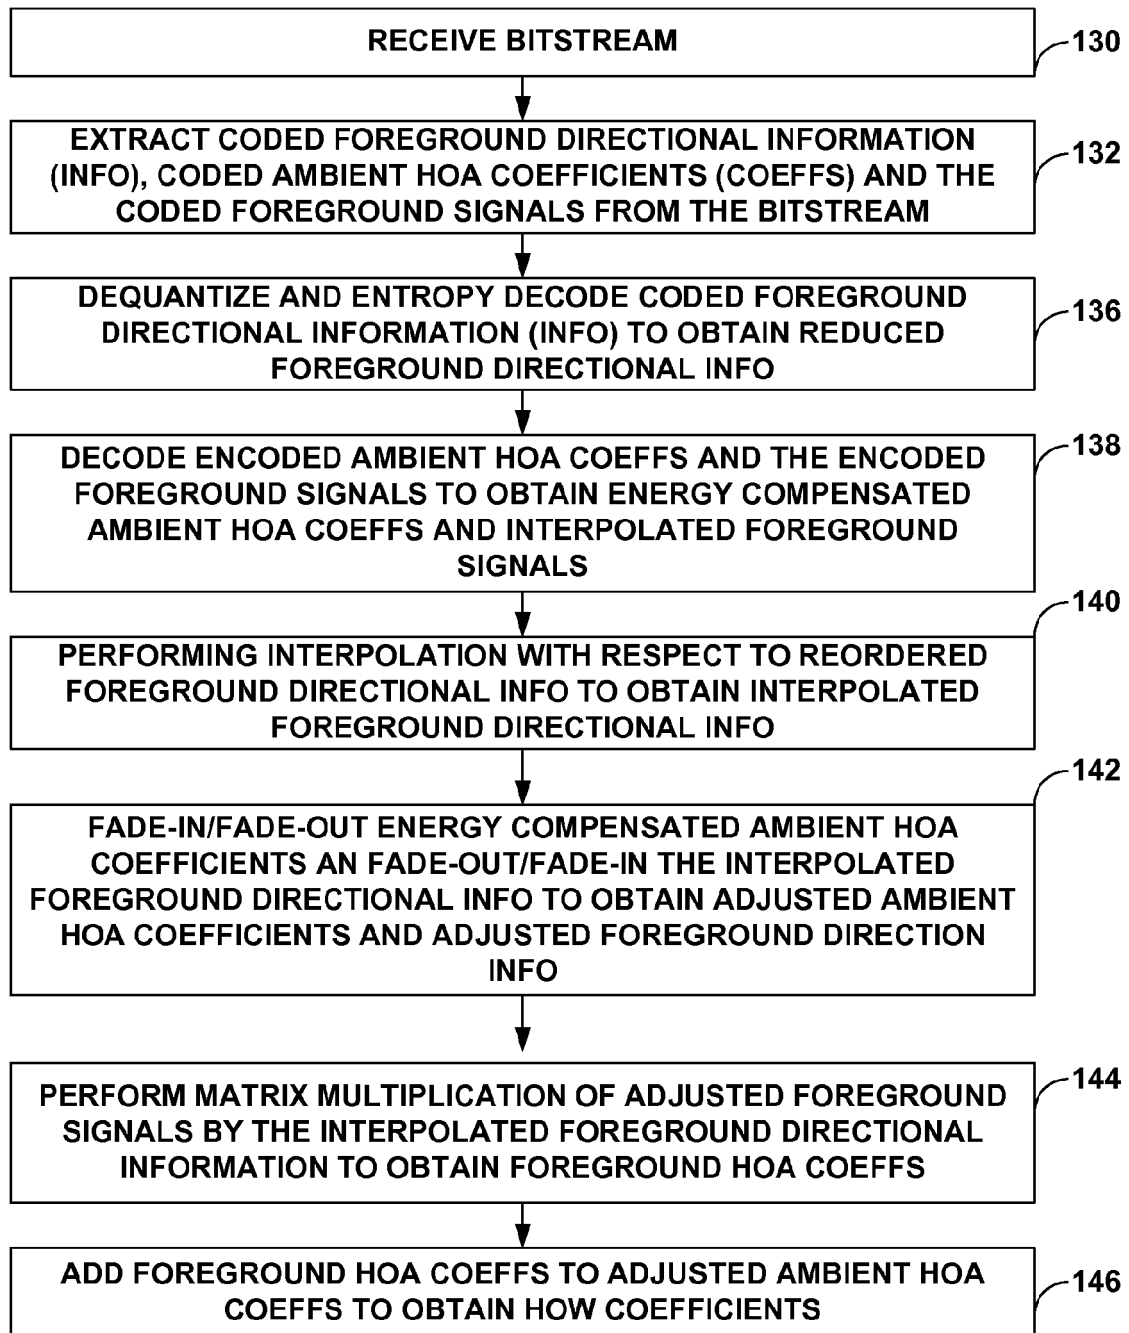 RECEIVE BITSTREAM
130
EXTRACT CODED FOREGROUND DIRECTIONAL INFORMATION
(INFO), CODED AMBIENT HOA COEFFICIENTS (COEFFS) AND THE
CODED FOREGROUND SIGNALS FROM THE BITSTREAM
132
DEQUANTIZE AND ENTROPY DECODE CODED FOREGROUND
DIRECTIONAL INFORMATION (INFO) TO OBTAIN REDUCED
FOREGROUND DIRECTIONAL INFO
136
DECODE ENCODED AMBIENT HOA COEFFS AND THE ENCODED
FOREGROUND SIGNALS TO OBTAIN ENERGY COMPENSATED
AMBIENT HOA COEFFS AND INTERPOLATED FOREGROUND
SIGNALS
138
PERFORMING INTERPOLATION WITH RESPECT TO REORDERED
FOREGROUND DIRECTIONAL INFO TO OBTAIN INTERPOLATED
FOREGROUND DIRECTIONAL INFO
140
FADE-IN/FADE-OUT ENERGY COMPENSATED AMBIENT HOA
COEFFICIENTS AN FADE-OUT/FADE-IN THE INTERPOLATED
FOREGROUND DIRECTIONAL INFO TO OBTAIN ADJUSTED AMBIENT
HOA COEFFICIENTS AND ADJUSTED FOREGROUND DIRECTION
INFO
142
PERFORM MATRIX MULTIPLICATION OF ADJUSTED FOREGROUND
SIGNALS BY THE INTERPOLATED FOREGROUND DIRECTIONAL
INFORMATION TO OBTAIN FOREGROUND HOA COEFFS
144
ADD FOREGROUND HOA COEFFS TO ADJUSTED AMBIENT HOA
COEFFS TO OBTAIN HOW COEFFICIENTS
146